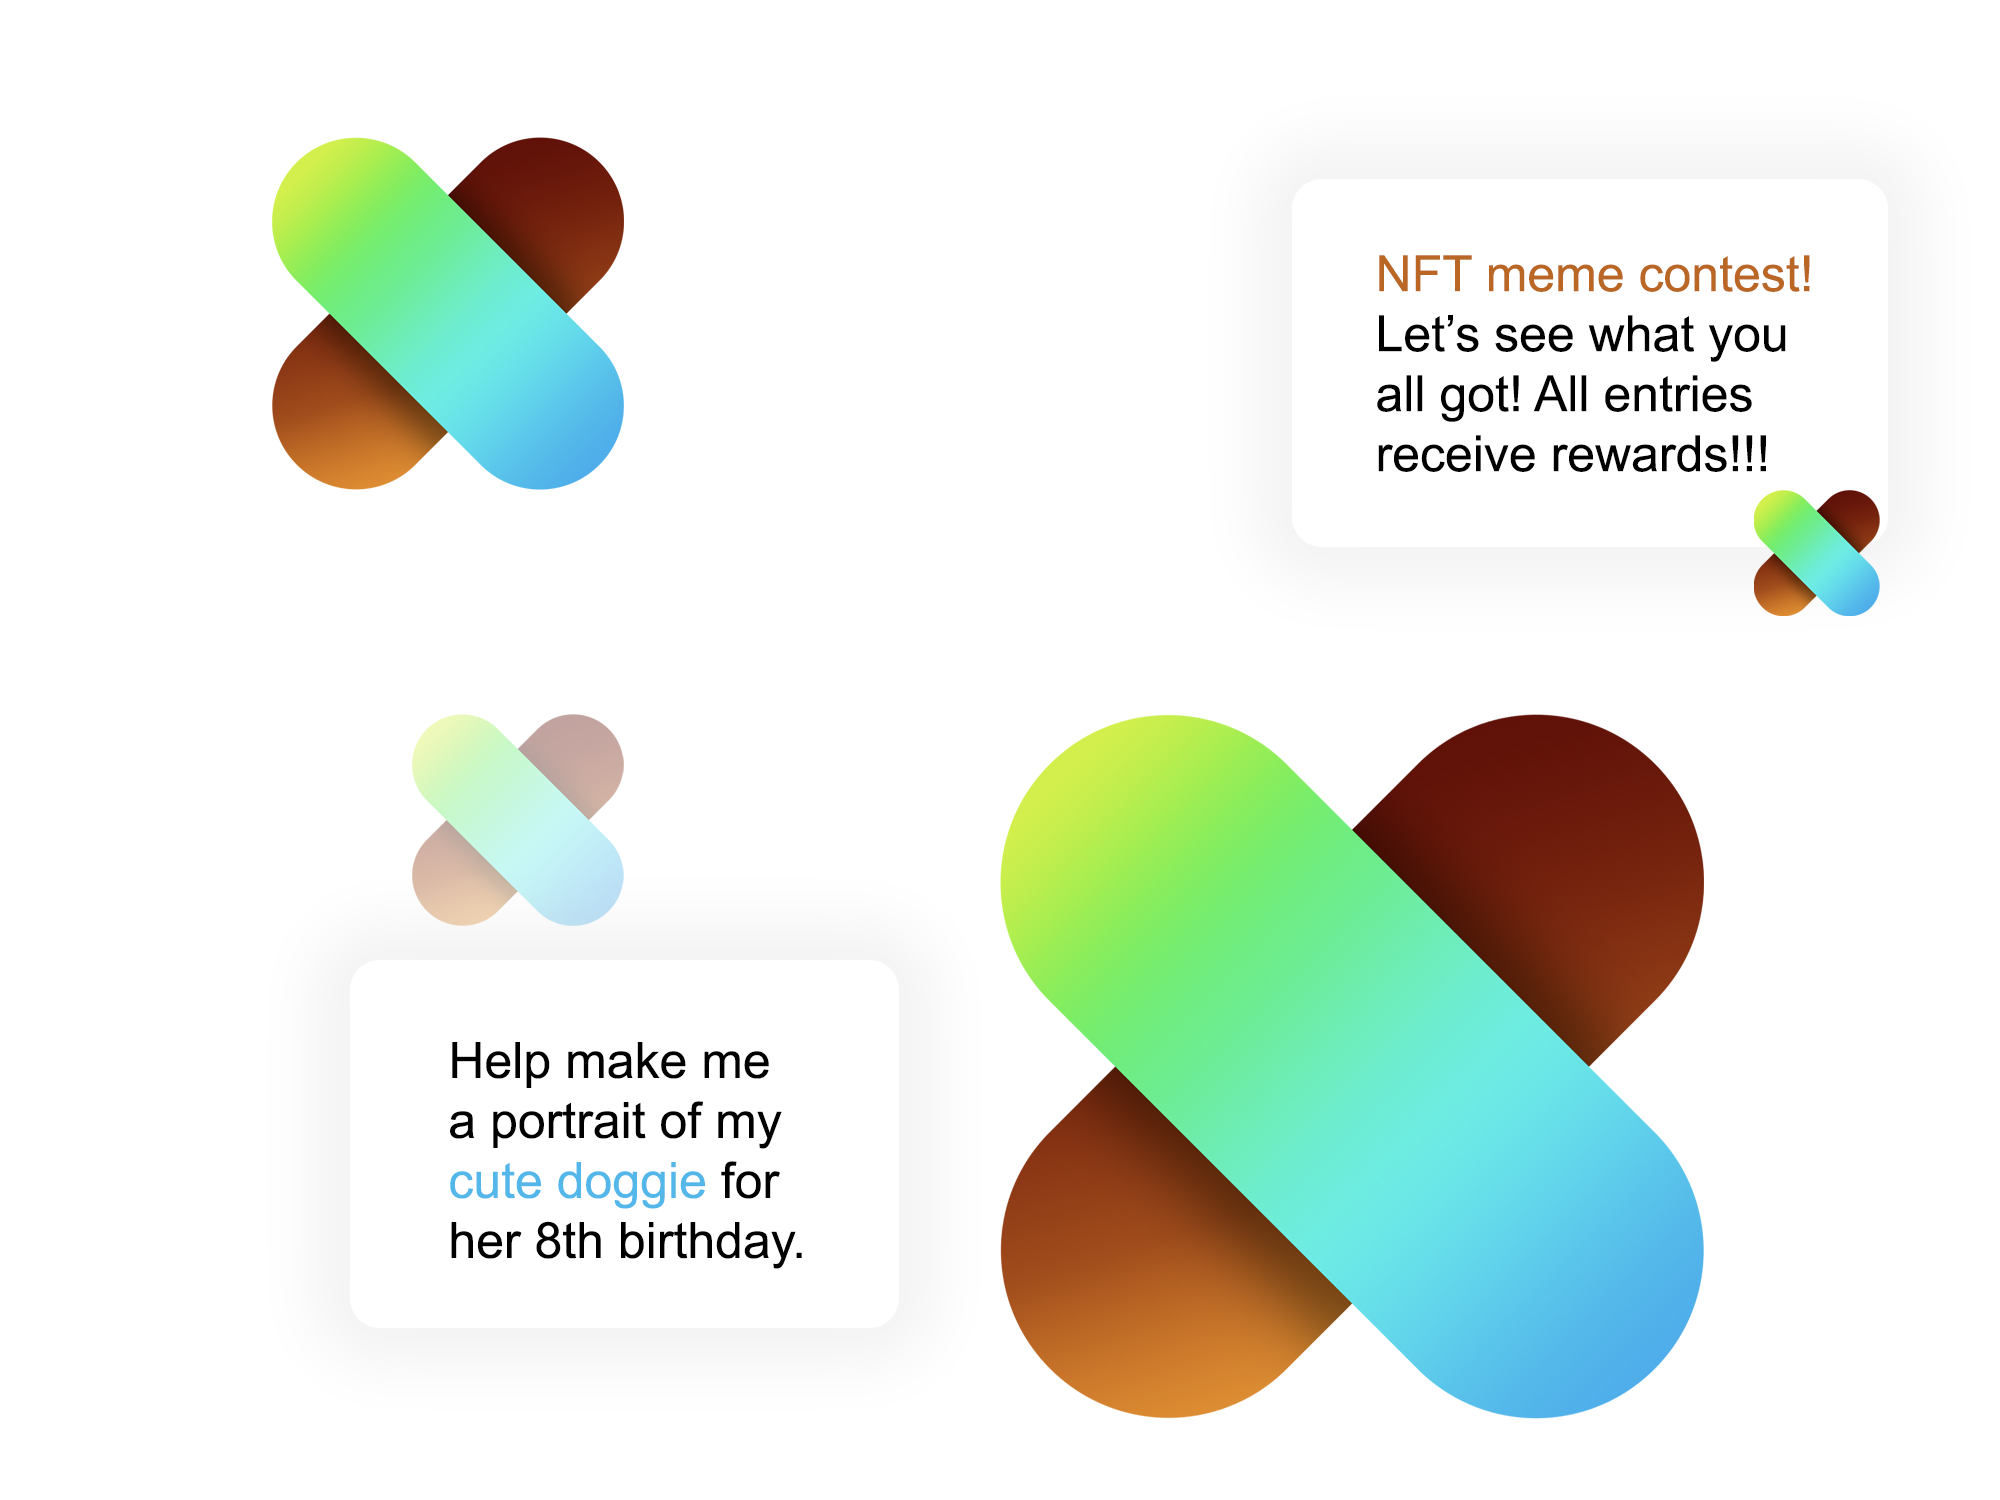 NFT meme contest!
Let’s see what you
all got! All entries
receive rewards!!!
Help make me
a portrait of my
cute doggie for
her 8th birthday.